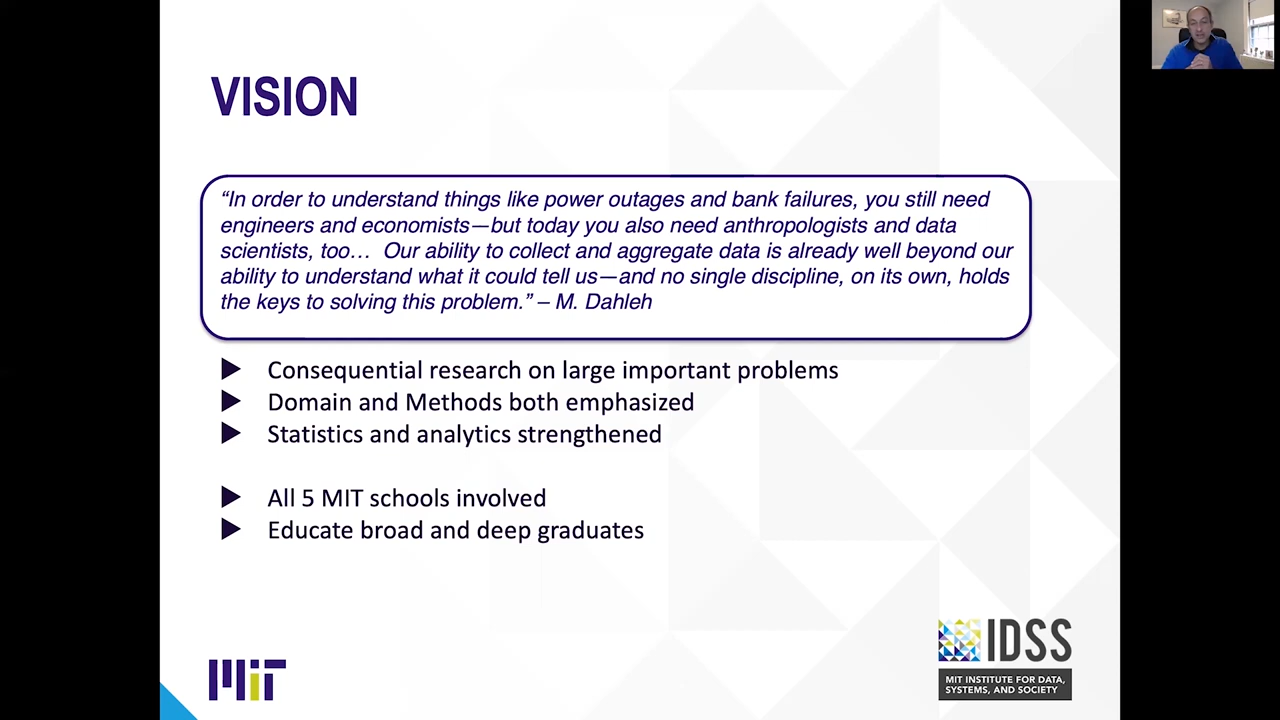 VISION
“In order to understand things like power outages and bank failures, you still need
engineers and economists—but today you also need anthropologists and data
scientists, too… Our ability to collect and aggregate data is already well beyond our
ability to understand what it could tell us—and no single discipline, on its own, holds
the keys to solving this problem.” – M. Dahleh
Consequential research on large important problems
Domain and Methods both emphasized
Statistics and analytics strengthened
All 5 MIT schools involved
Educate broad and deep graduates
MIT
IDSS
MIT INSTITUTE FOR DATA,
SYSTEMS, AND SOCIETY